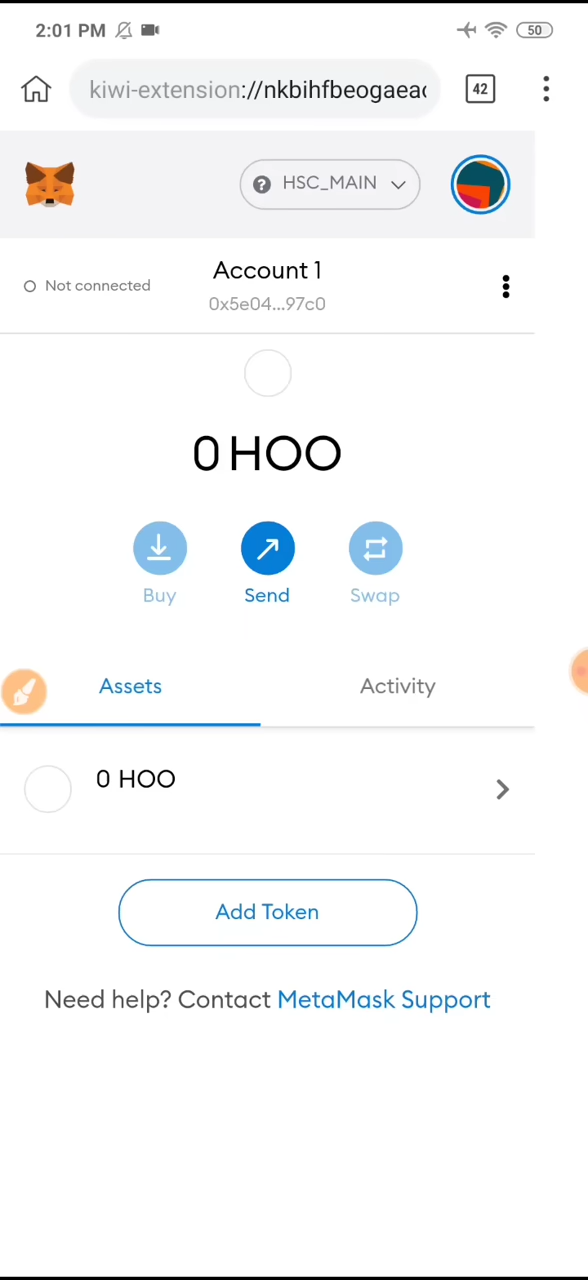 2:01 PM 50
kiwi-extension://nkbihfbeogaeao 42
? HSC_MAIN
Not connected
Account 1
0x5e04...97c0
0 HOO
Buy Send Swap
Assets Activity
0 HOO
Add Token
Need help? Contact MetaMask Support